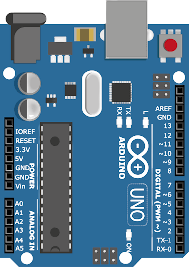 AREF
GND
13
12
~11
~10
~9
8
7
~6
~5
4
~3
2
TX-1
RX-0
DIGITAL (PWM ~)
TX
RX
L
ARDUINO
UNO
ON
IOREF
RESET
3.3V
5V
GND
GND
Vin
POWER
A0
A1
A2
A3
A4
A5
ANALOG IN